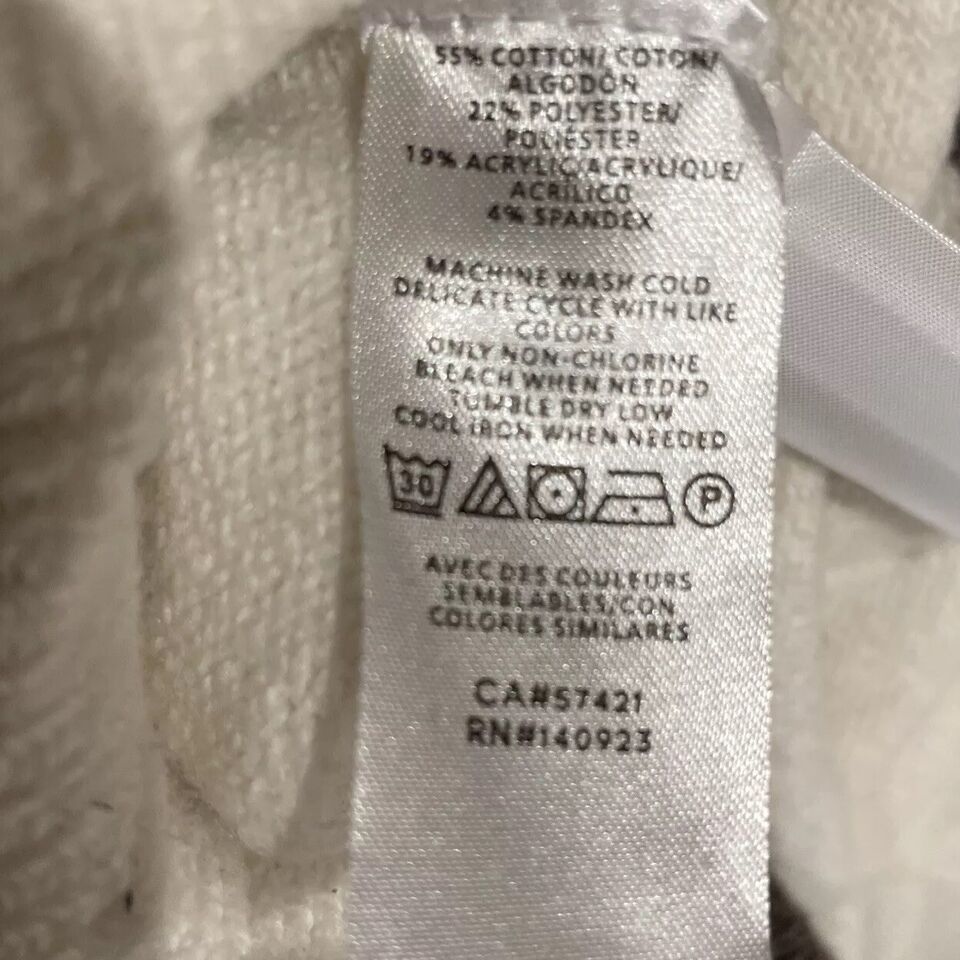 55% COTTON/ COTON/
ALGODÓN
22% POLYESTER/
POLIÉSTER
19% ACRYLIC/ACRYLIQUE/
ACRÍLICO
4% SPANDEX
MACHINE WASH COLD
DELICATE CYCLE WITH LIKE
COLORS
ONLY NON-CHLORINE
BLEACH WHEN NEEDED
TUMBLE DRY LOW
COOL IRON WHEN NEEDED
30 P
AVEC DES COULEURS
SEMBLABLES/CON
COLORES SIMILARES
CA#57421
RN#140923